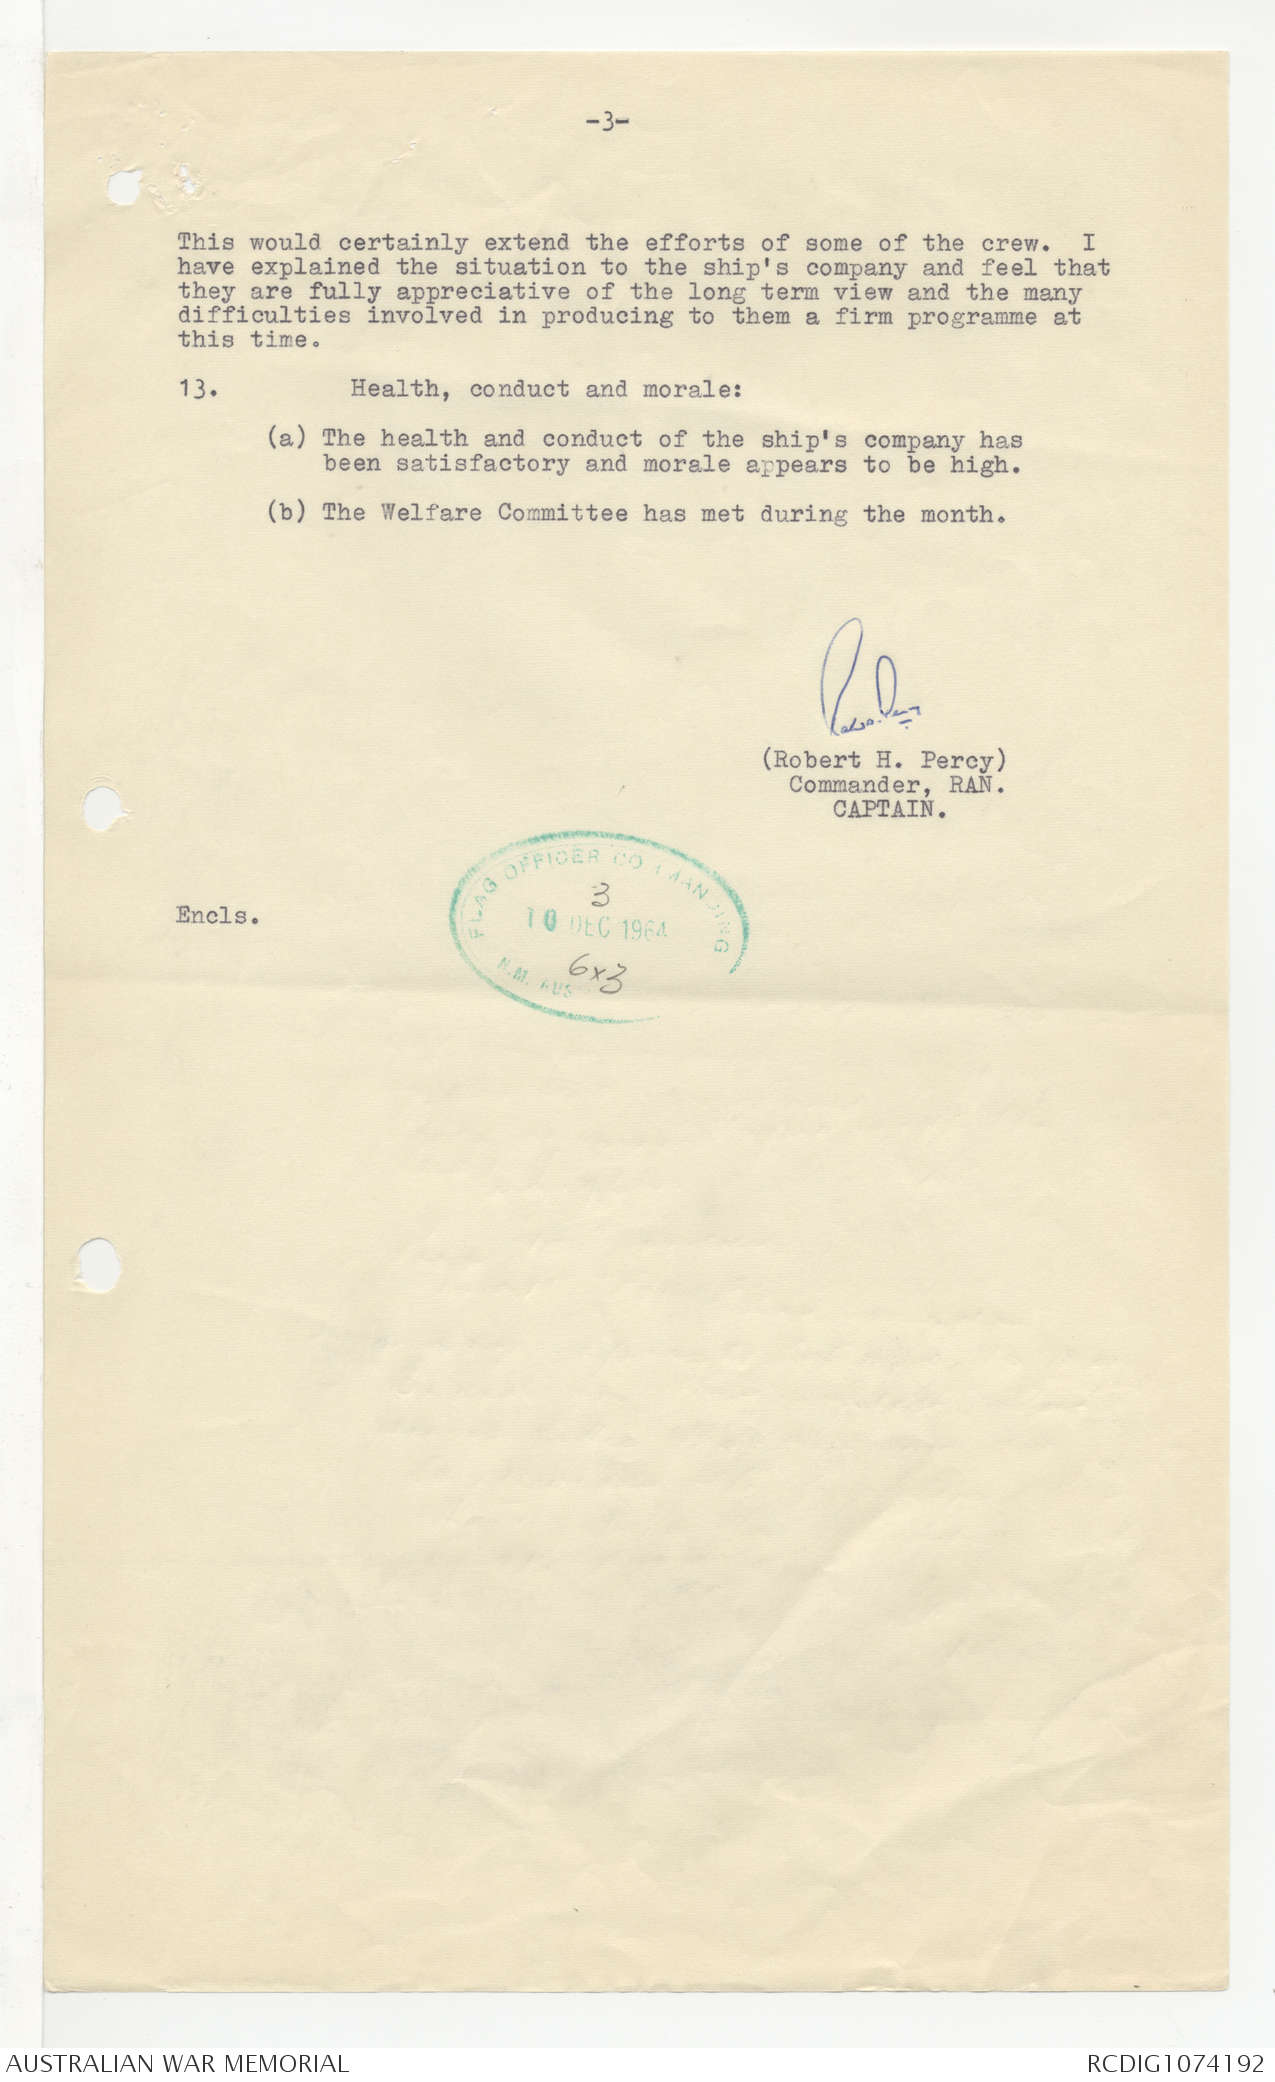 -3-
This would certainly extend the efforts of some of the crew. I
have explained the situation to the ship's company and feel that
they are fully appreciative of the long term view and the many
difficulties involved in producing to them a firm programme at
this time.
13. Health, conduct and morale:
(a) The health and conduct of the ship's company has
been satisfactory and morale appears to be high.
(b) The Welfare Committee has met during the month.
(Robert H. Percy)
Commander, RAN.
CAPTAIN.
FLAG OFFICER COMMANDING
3
10 DEC 1964
6x3
H.M. AUS
Encls.
AUSTRALIAN WAR MEMORIAL
RCDIG1074192